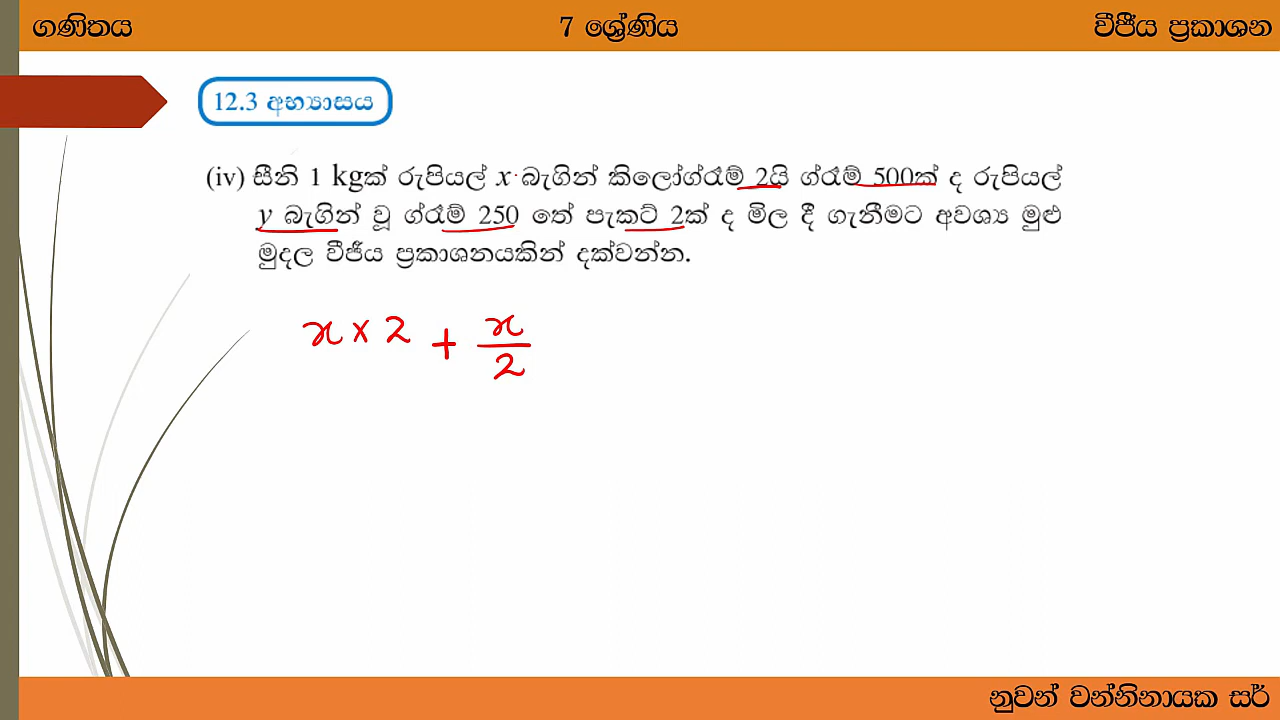 ගණිතය 7 ශ්‍රේණිය වීජීය ප්‍රකාශන
12.3 අභ්‍යාසය
(iv) සීනි 1 kgක් රුපියල් x බැගින් කිලෝග්රෑම් 2යි ග්රෑම් 500ක් ද රුපියල්
y බැගින් වූ ග්රෑම් 250 තේ පැකට් 2ක් ද මිල දී ගැනීමට අවශ්‍ය මුළු
මුදල වීජීය ප්‍රකාශනයකින් දක්වන්න.
x × 2 + x/2
නුවන් වන්නිනායක සර්